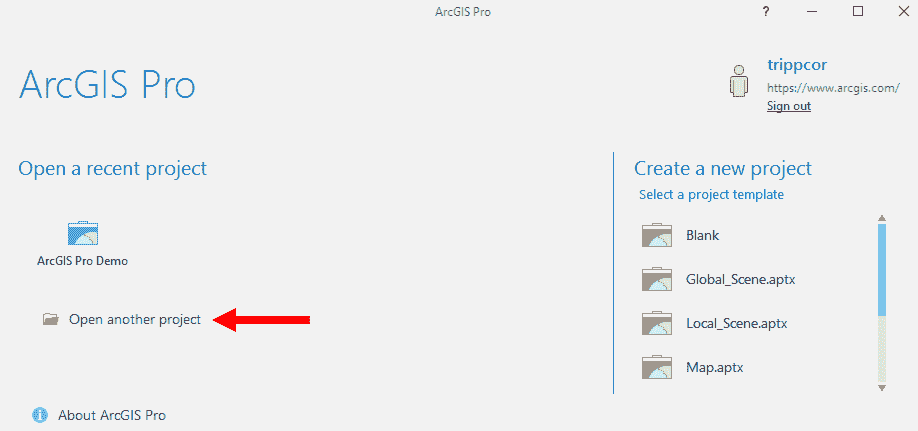 ArcGIS Pro
?
ArcGIS Pro
trippcor
https://www.arcgis.com/
Sign out
Open a recent project
ArcGIS Pro Demo
Open another project
About ArcGIS Pro
Create a new project
Select a project template
Blank
Global_Scene.aptx
Local_Scene.aptx
Map.aptx